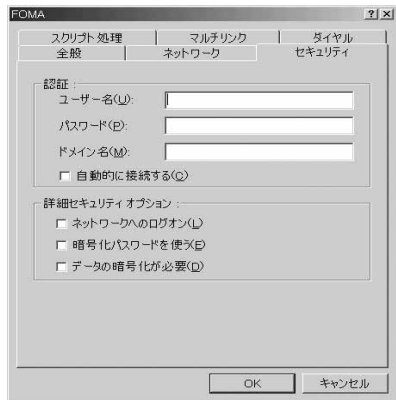 FOMA
スクリプト処理 マルチリンク ダイヤル
全般 ネットワーク セキュリティ
認証 :
ユーザー名(U):
パスワード(P):
ドメイン名(M):
自動的に接続する(C)
詳細セキュリティ オプション :
ネットワークへのログオン(L)
暗号化パスワードを使う(E)
データの暗号化が必要(D)
OK キャンセル